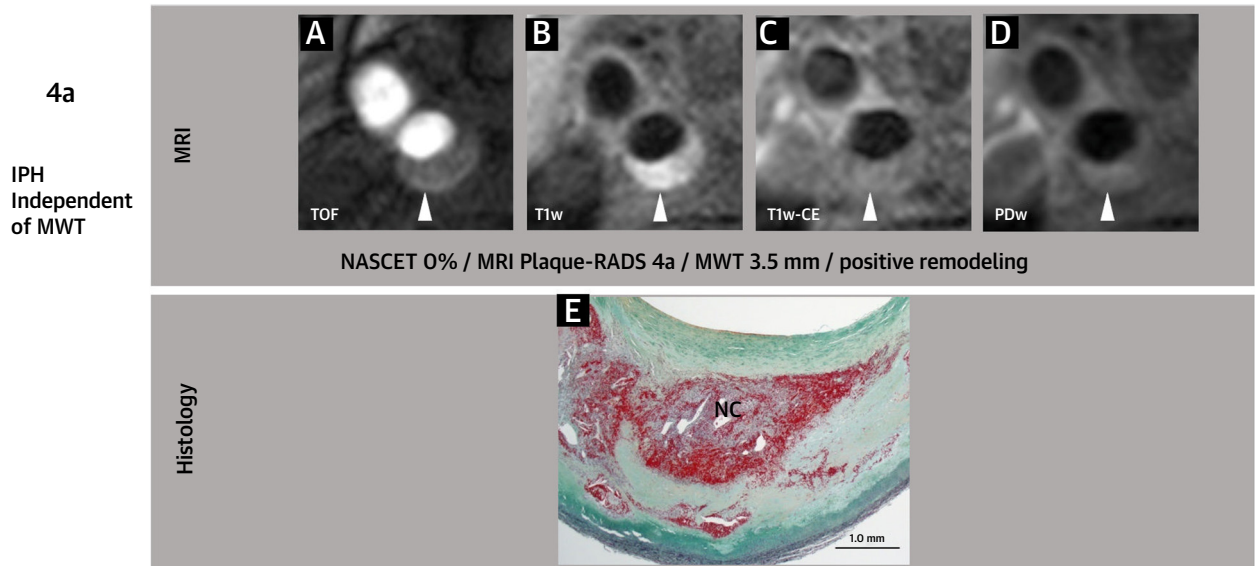 4a
IPH
Independent
of MWT
MRI
A
TOF
B
T1w
C
T1w-CE
D
PDw
NASCET 0% / MRI Plaque-RADS 4a / MWT 3.5 mm / positive remodeling
Histology
E
NC
1.0 mm